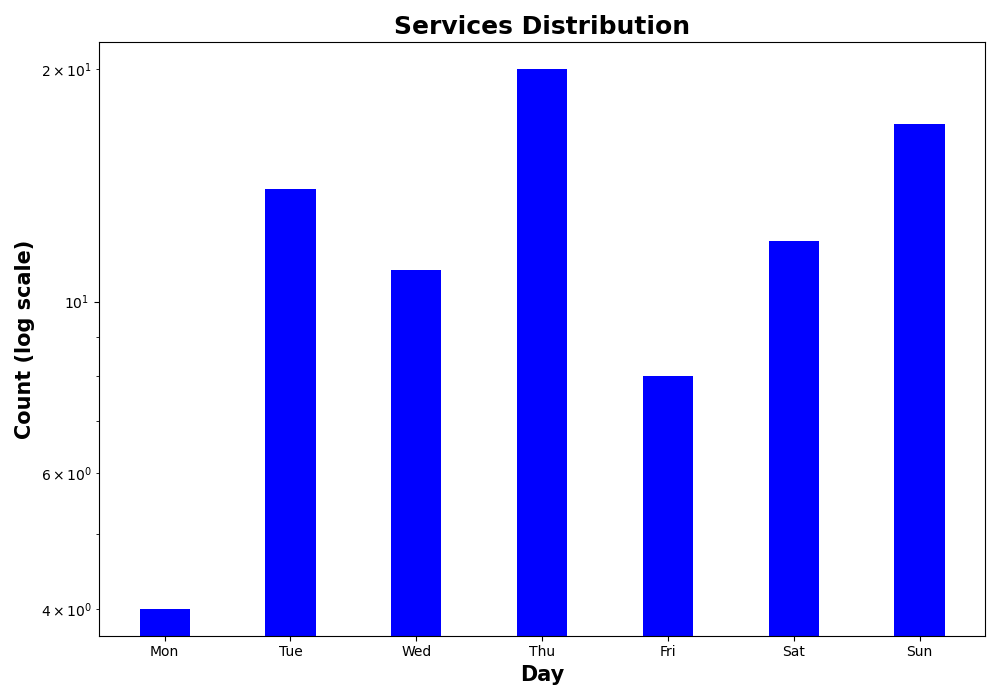 Services Distribution
Count (log scale)
2 × 10¹
10¹
6 × 10⁰
4 × 10⁰
Mon Tue Wed Thu Fri Sat Sun
Day